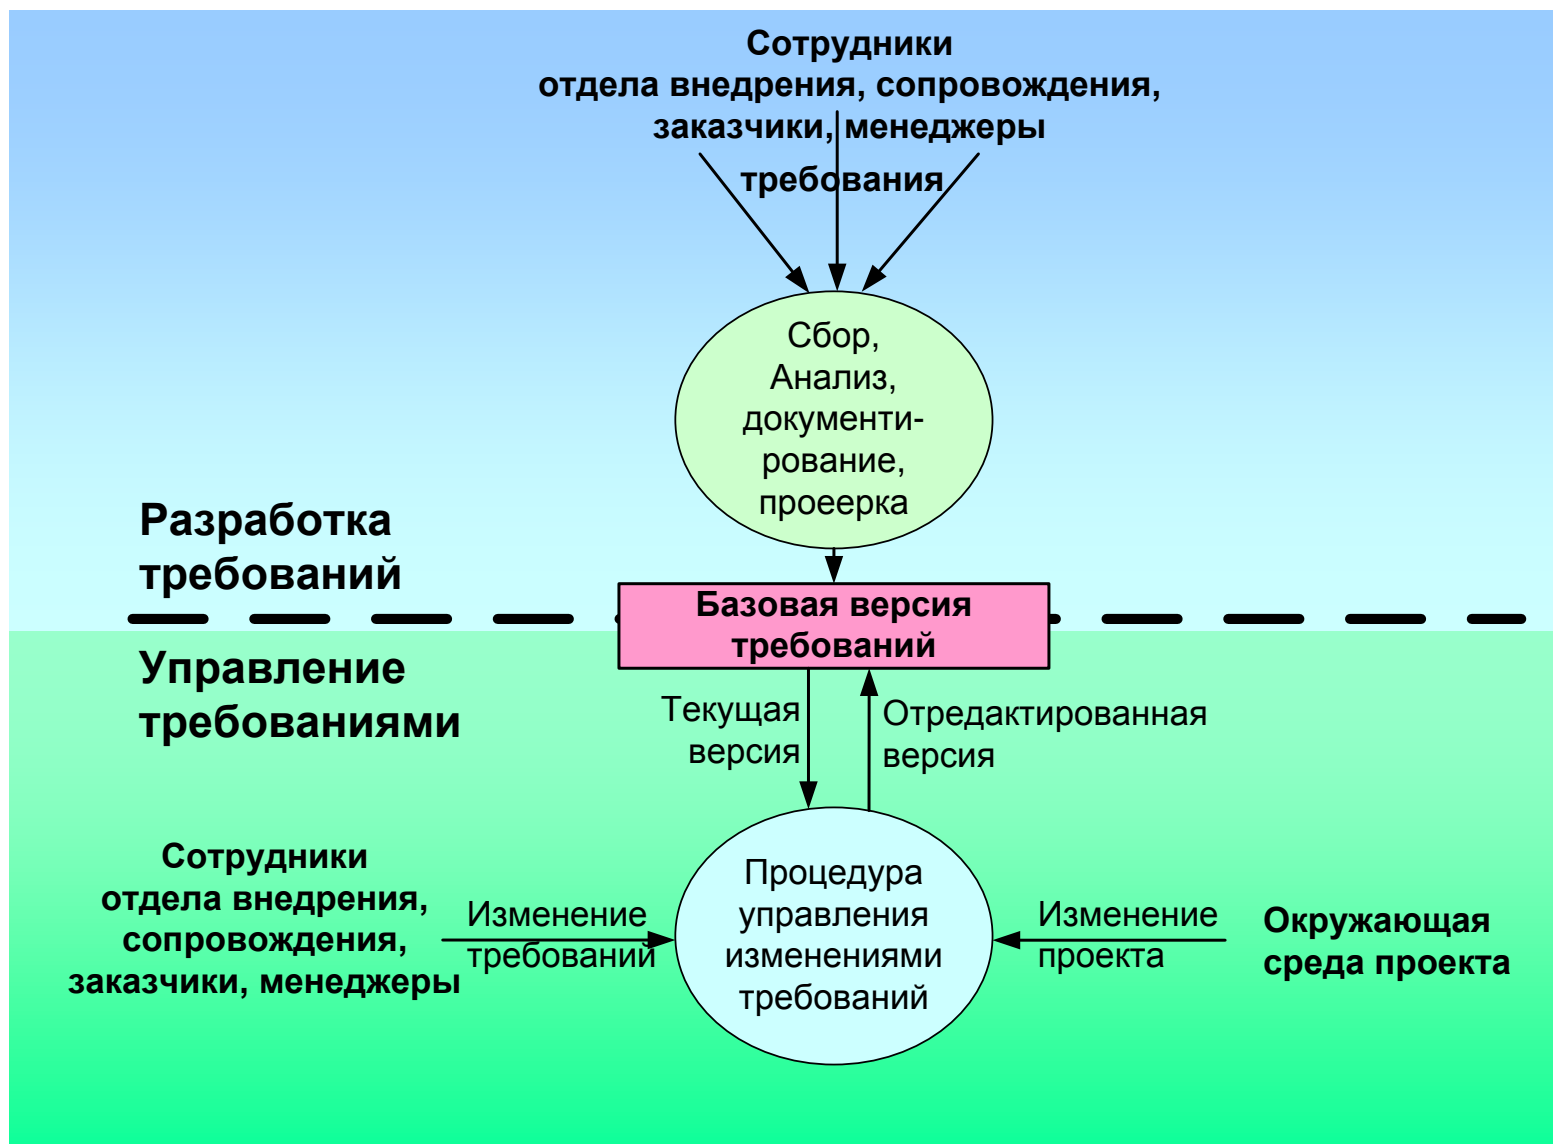 Сотрудники
отдела внедрения, сопровождения,
заказчики, менеджеры
требования
Сбор,
Анализ,
документи-
рование,
проеерка
Разработка
требований
Базовая версия
требований
Управление
требованиями
Текущая
версия
Отредактированная
версия
Сотрудники
отдела внедрения,
сопровождения,
заказчики, менеджеры
Изменение
требований
Процедура
управления
изменениями
требований
Изменение
проекта
Окружающая
среда проекта